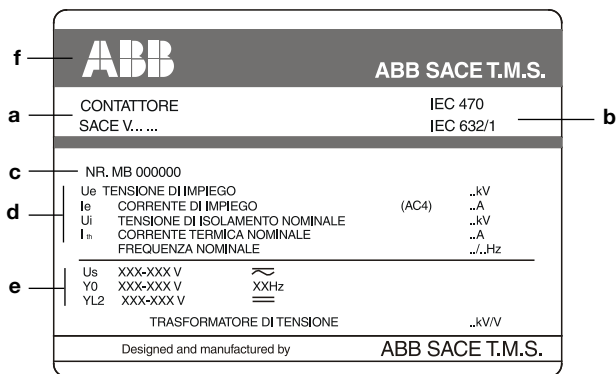 f ABB ABB SACE T.M.S.
a CONTATTORE IEC 470 b
SACE V... ... IEC 632/1
c NR. MB 000000
d Ue TENSIONE DI IMPIEGO ..kV
Ie CORRENTE DI IMPIEGO (AC4) ..A
Ui TENSIONE DI ISOLAMENTO NOMINALE ..kV
I th CORRENTE TERMICA NOMINALE ..A
FREQUENZA NOMINALE ../..Hz
e Us XXX-XXX V
Y0 XXX-XXX V XXHz
YL2 XXX-XXX V
TRASFORMATORE DI TENSIONE ..kV/V
Designed and manufactured by ABB SACE T.M.S.